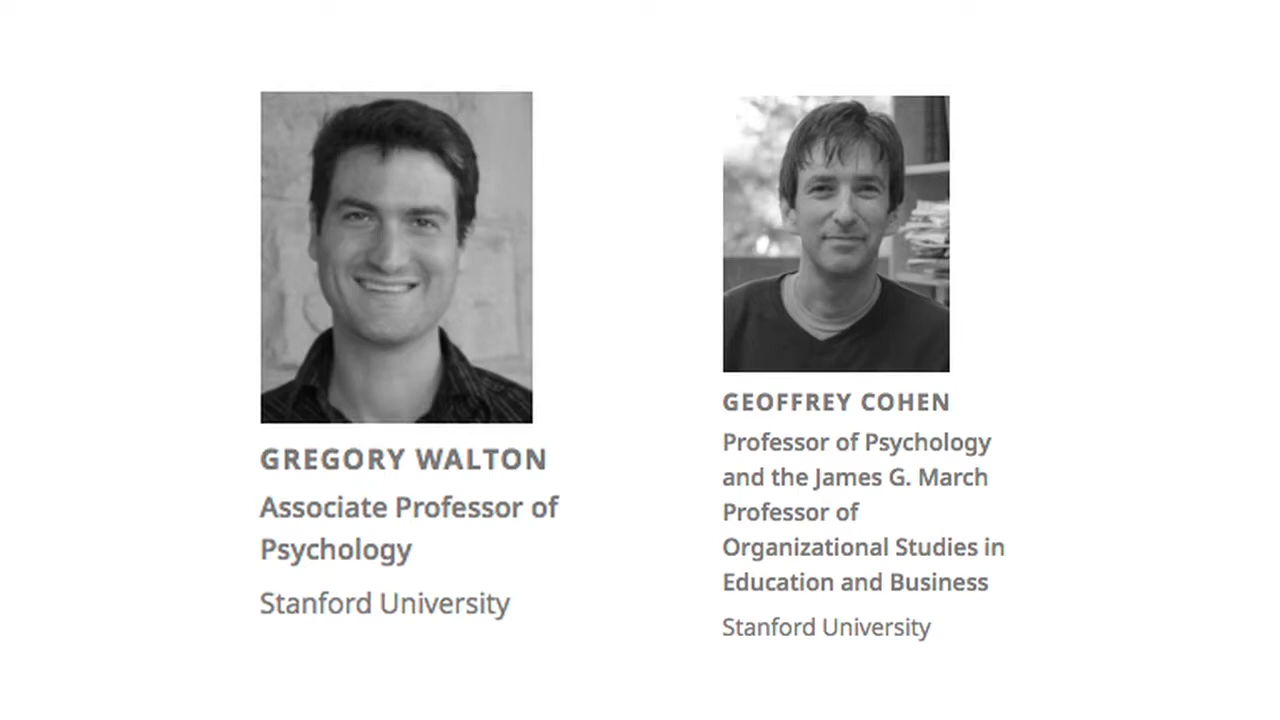 GREGORY WALTON
Associate Professor of
Psychology
Stanford University
GEOFFREY COHEN
Professor of Psychology
and the James G. March
Professor of
Organizational Studies in
Education and Business
Stanford University